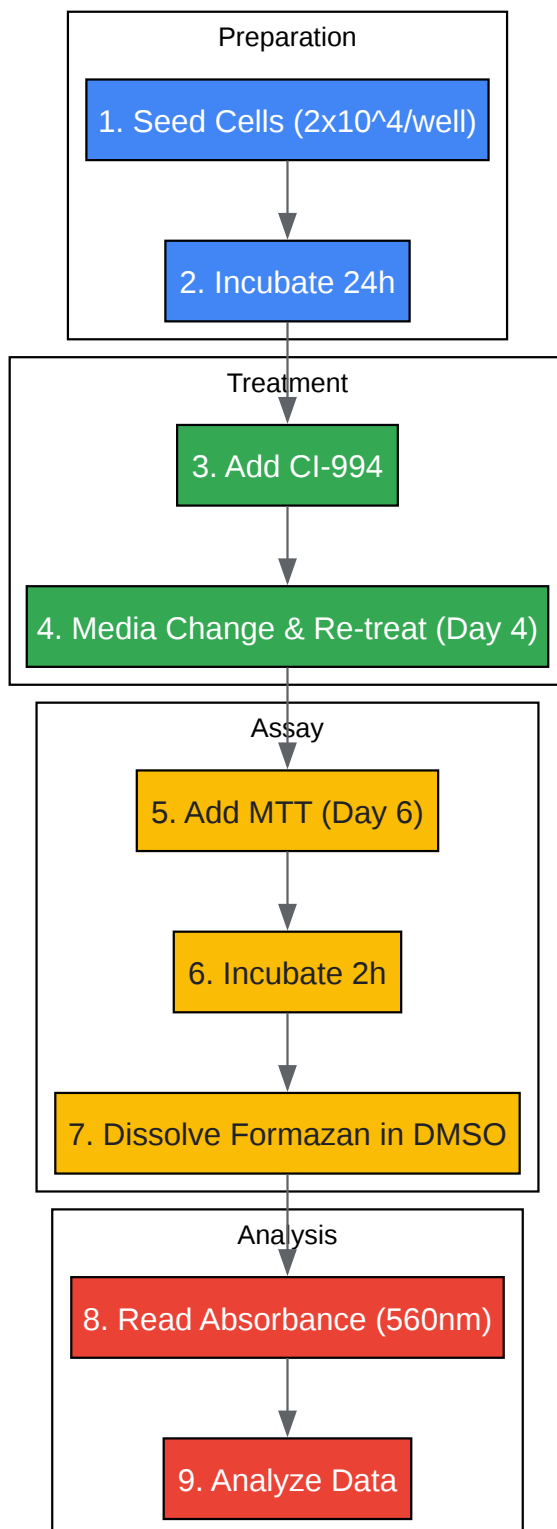 Preparation
1. Seed Cells (2x10^4/well)
2. Incubate 24h
Treatment
3. Add CI-994
4. Media Change & Re-treat (Day 4)
Assay
5. Add MTT (Day 6)
6. Incubate 2h
7. Dissolve Formazan in DMSO
Analysis
8. Read Absorbance (560nm)
9. Analyze Data